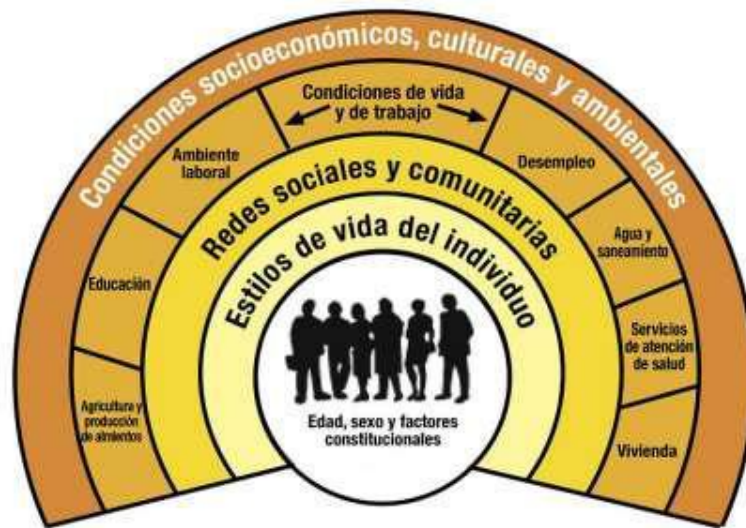 Condiciones socioeconómicos, culturales y ambientales
Condiciones de vida
y de trabajo
Ambiente
laboral
Desempleo
Educación
Agua y
saneamiento
Agricultura y
producción
de almientos
Servicios
de atención
de salud
Vivienda
Redes sociales y comunitarias
Estilos de vida del individuo
Edad, sexo y factores
constitucionales